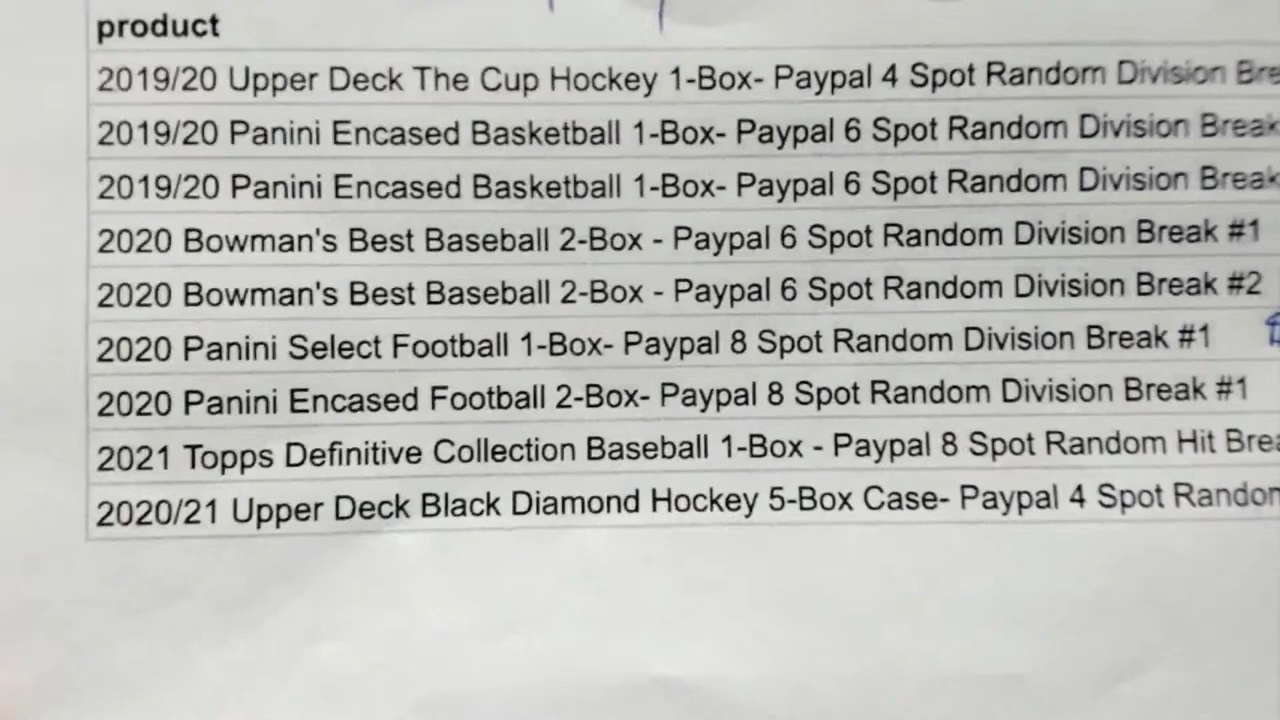 product
2019/20 Upper Deck The Cup Hockey 1-Box- Paypal 4 Spot Random Division Bre
2019/20 Panini Encased Basketball 1-Box- Paypal 6 Spot Random Division Break
2019/20 Panini Encased Basketball 1-Box- Paypal 6 Spot Random Division Break
2020 Bowman's Best Baseball 2-Box - Paypal 6 Spot Random Division Break #1
2020 Bowman's Best Baseball 2-Box - Paypal 6 Spot Random Division Break #2
2020 Panini Select Football 1-Box- Paypal 8 Spot Random Division Break #1
2020 Panini Encased Football 2-Box- Paypal 8 Spot Random Division Break #1
2021 Topps Definitive Collection Baseball 1-Box - Paypal 8 Spot Random Hit Brea
2020/21 Upper Deck Black Diamond Hockey 5-Box Case- Paypal 4 Spot Random